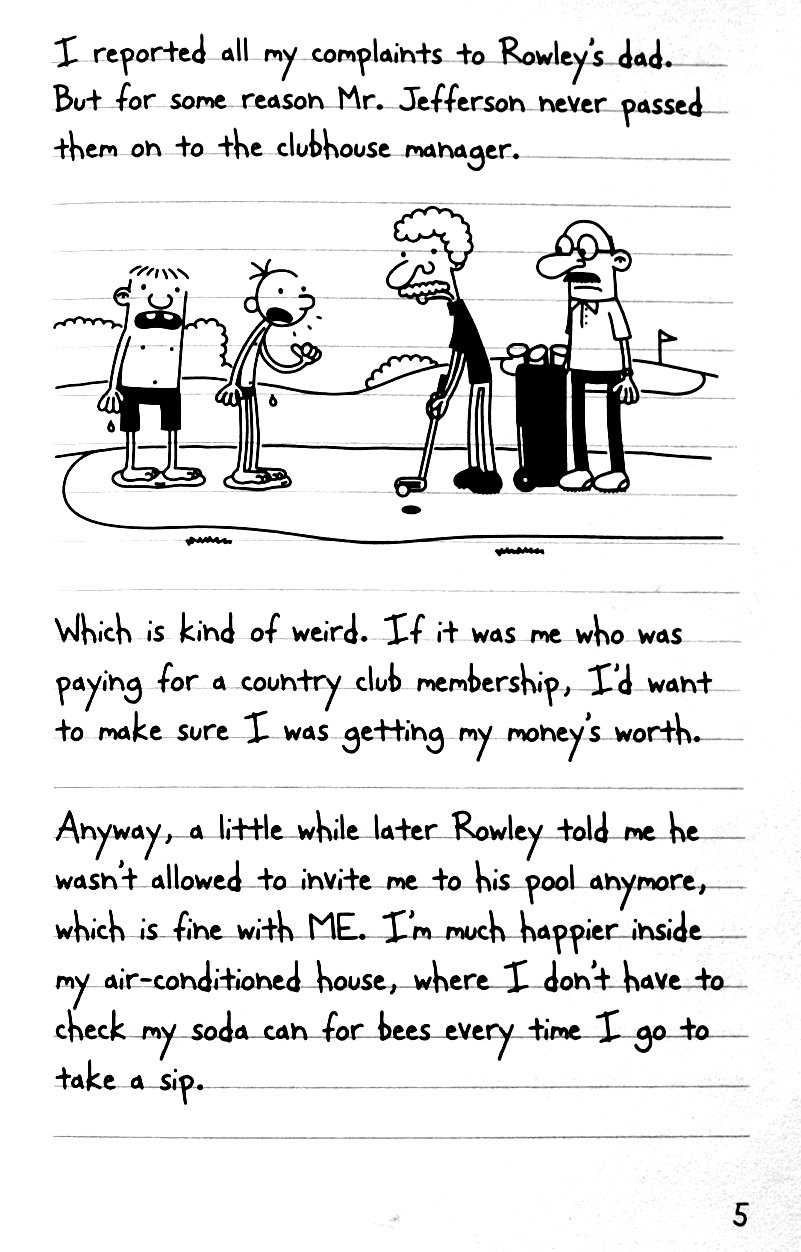 I reported all my complaints to Rowley's dad.
But for some reason Mr. Jefferson never passed
them on to the clubhouse manager.
Which is kind of weird. If it was me who was
paying for a country club membership, I'd want
to make sure I was getting my money's worth.
Anyway, a little while later Rowley told me he
wasn't allowed to invite me to his pool anymore,
which is fine with ME. I'm much happier inside
my air-conditioned house, where I don't have to
check my soda can for bees every time I go to
take a sip.
5